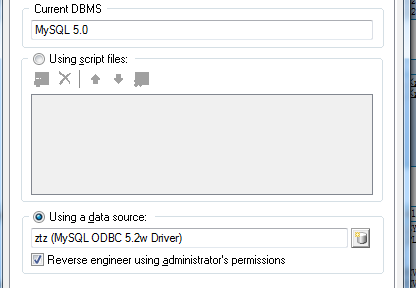 Current DBMS
MySQL 5.0
Using script files:
Using a data source:
ztz (MySQL ODBC 5.2w Driver)
Reverse engineer using administrator's permissions